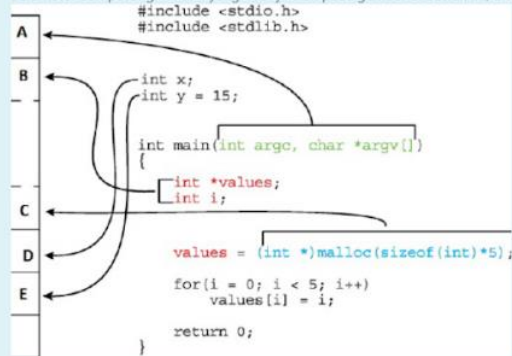 #include <stdio.h>
#include <stdlib.h>
A
B
int x;
int y = 15;
int main(int argc, char *argv[])
{
int *values;
int i;
C
values = (int *)malloc(sizeof(int)*5);
D
for(i = 0; i < 5; i++)
E
values[i] = i;
return 0;
}